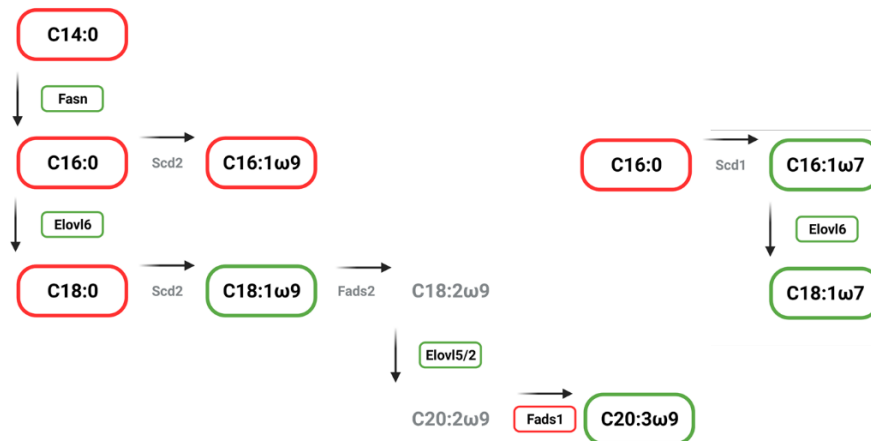 C14:0
Fasn
C16:0
Scd2
C16:1ω9
C16:0
Scd1
C16:1ω7
Elovl6
Elovl6
C18:0
Scd2
C18:1ω9
Fads2
C18:2ω9
C18:1ω7
Elovl5/2
C20:2ω9
Fads1
C20:3ω9